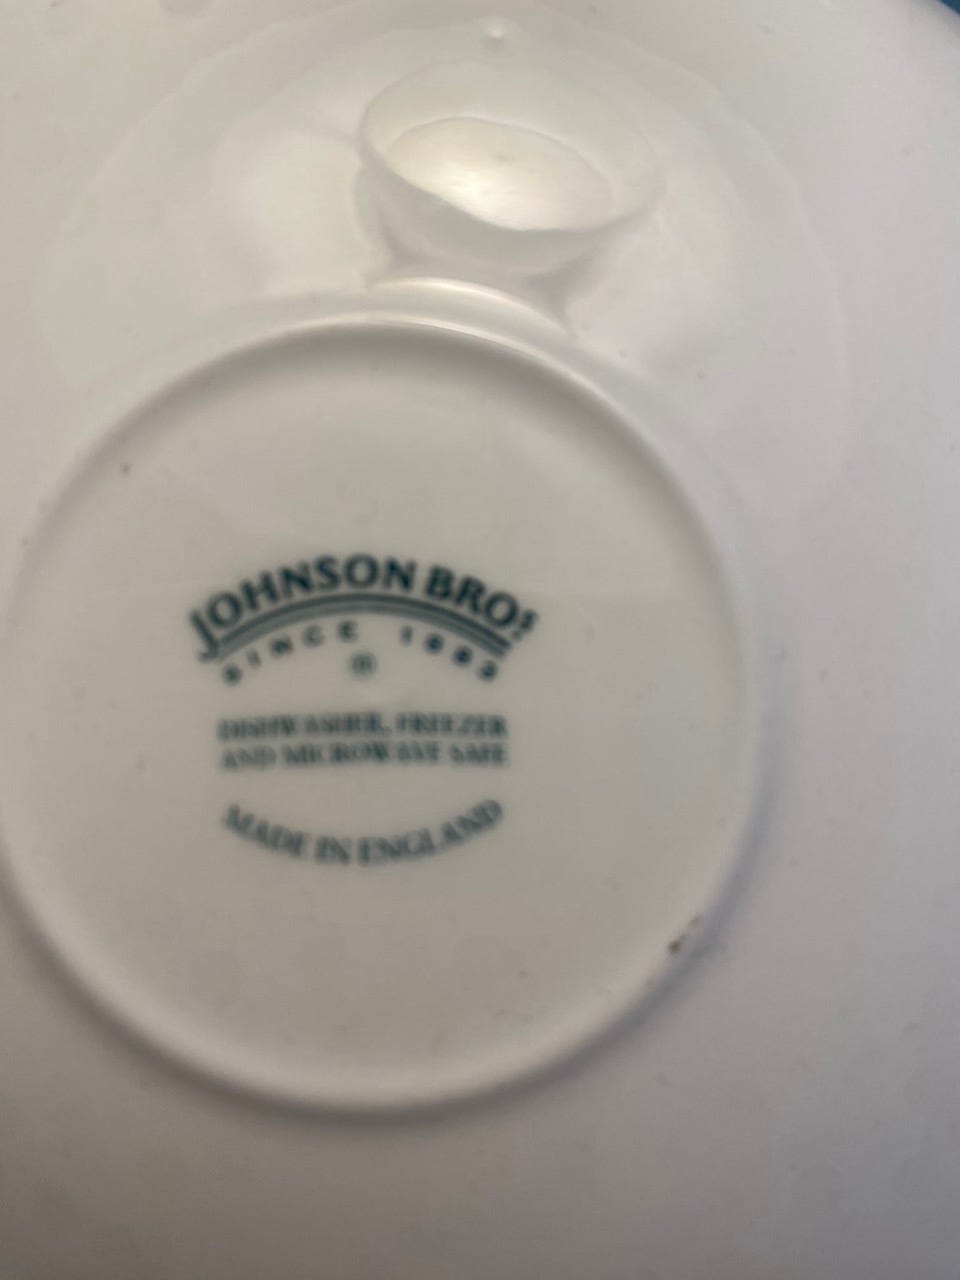 JOHNSON BROS
SINCE 1883
®
DISHWASHER, FREEZER
AND MICROWAVE SAFE
MADE IN ENGLAND